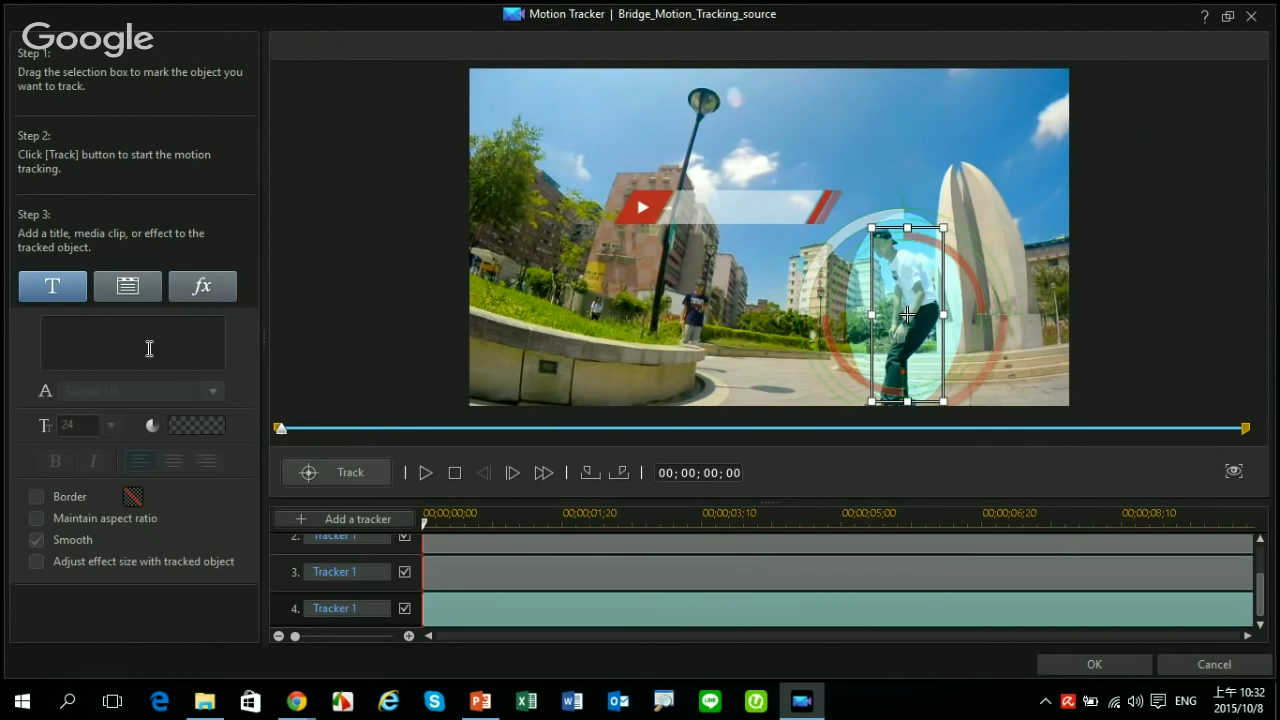 Motion Tracker | Bridge_Motion_Tracking_source
Google
Step 1:
Drag the selection box to mark the object you
want to track.
Step 2:
Click [Track] button to start the motion
tracking.
Step 3:
Add a title, media clip, or effect to the
tracked object.
T
fx
A
24
B I
Border
Maintain aspect ratio
Smooth
Adjust effect size with tracked object
Track
00;00;00;00
Add a tracker
00;00;00;00 00;00;01;20 00;00;03;10 00;00;05;00 00;00;06;20 00;00;08;10
2. Tracker 1
3. Tracker 1
4. Tracker 1
OK
Cancel
ENG
上午 10:32
2015/10/8